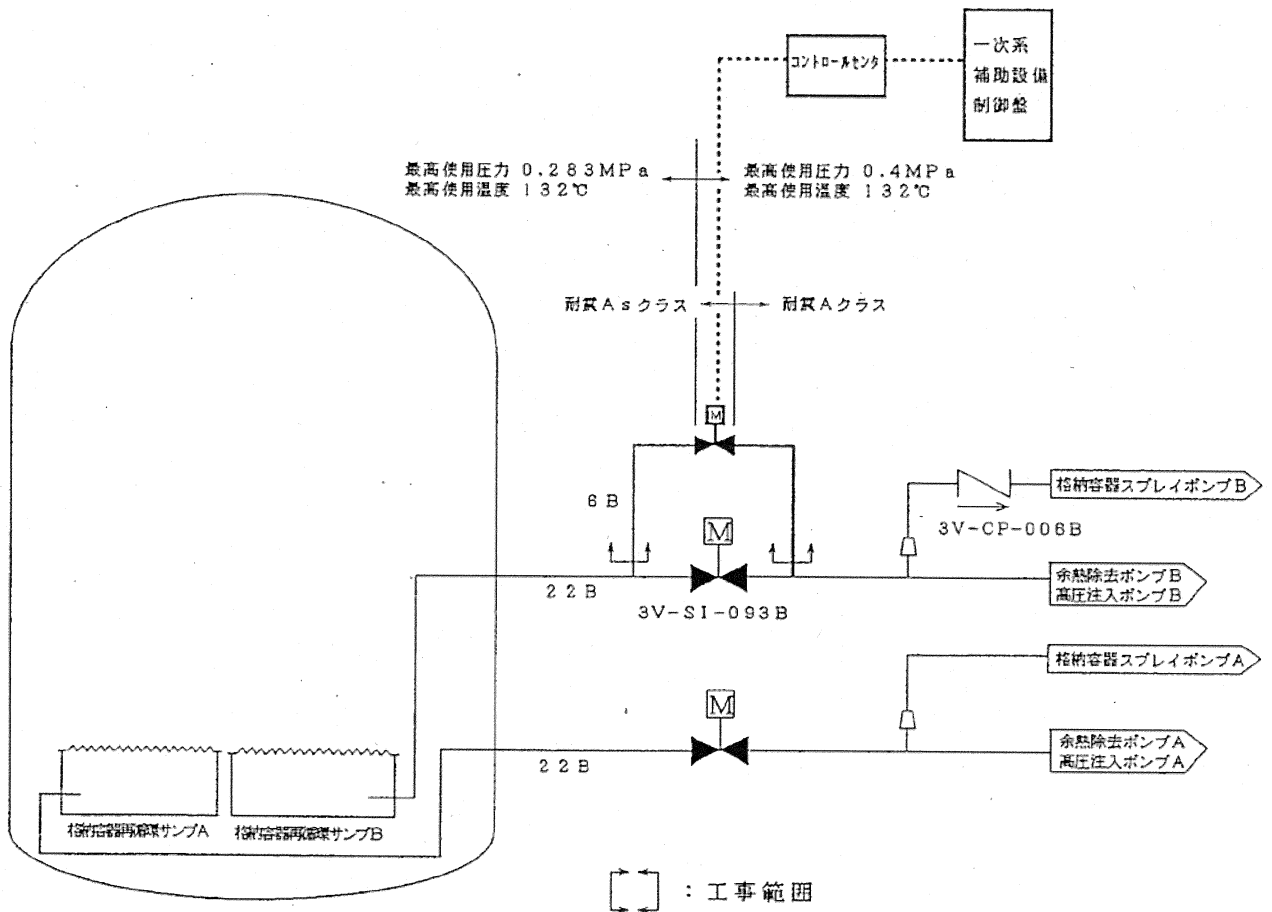 一次系
補助設備
制御盤
コントロールセンタ
最高使用圧力 0.283MPa
最高使用温度 132℃
最高使用圧力 0.4MPa
最高使用温度 132℃
耐震Asクラス
耐震Aクラス
M
6B
M
格納容器スプレイポンプB
3V-CP-006B
22B
3V-SI-093B
余熱除去ポンプB
高圧注入ポンプB
格納容器スプレイポンプA
M
22B
余熱除去ポンプA
高圧注入ポンプA
格納容器再循環サンプA
格納容器再循環サンプB
:工事範囲